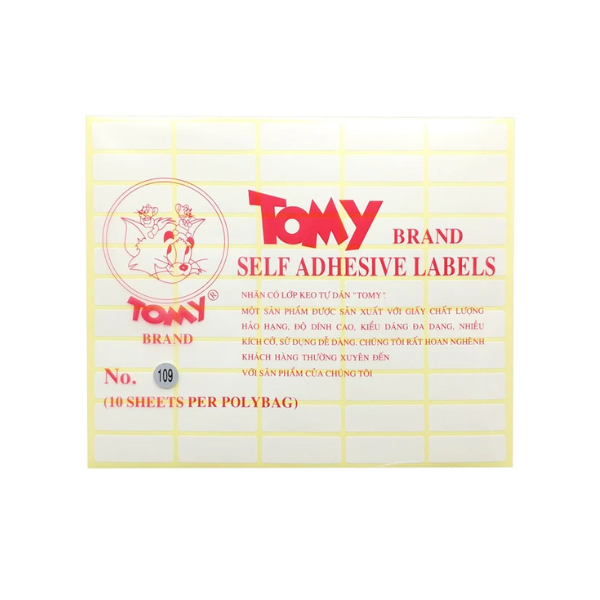 TOMY BRAND
SELF ADHESIVE LABELS
NHÃN CÓ LỚP KEO TỰ DÁN "TOMY".
MỘT SẢN PHẨM ĐƯỢC SẢN XUẤT VỚI GIẤY CHẤT LƯỢNG
HẢO HẠNG, ĐỘ DÍNH CAO, KIỂU DÁNG ĐA DẠNG, NHIỀU
KÍCH CỠ, SỬ DỤNG DỄ DÀNG. CHÚNG TÔI RẤT HOAN NGHÊNH
KHÁCH HÀNG THƯỜNG XUYÊN ĐẾN
VỚI SẢN PHẨM CỦA CHÚNG TÔI
TOMY®
BRAND
No. 109
(10 SHEETS PER POLYBAG)